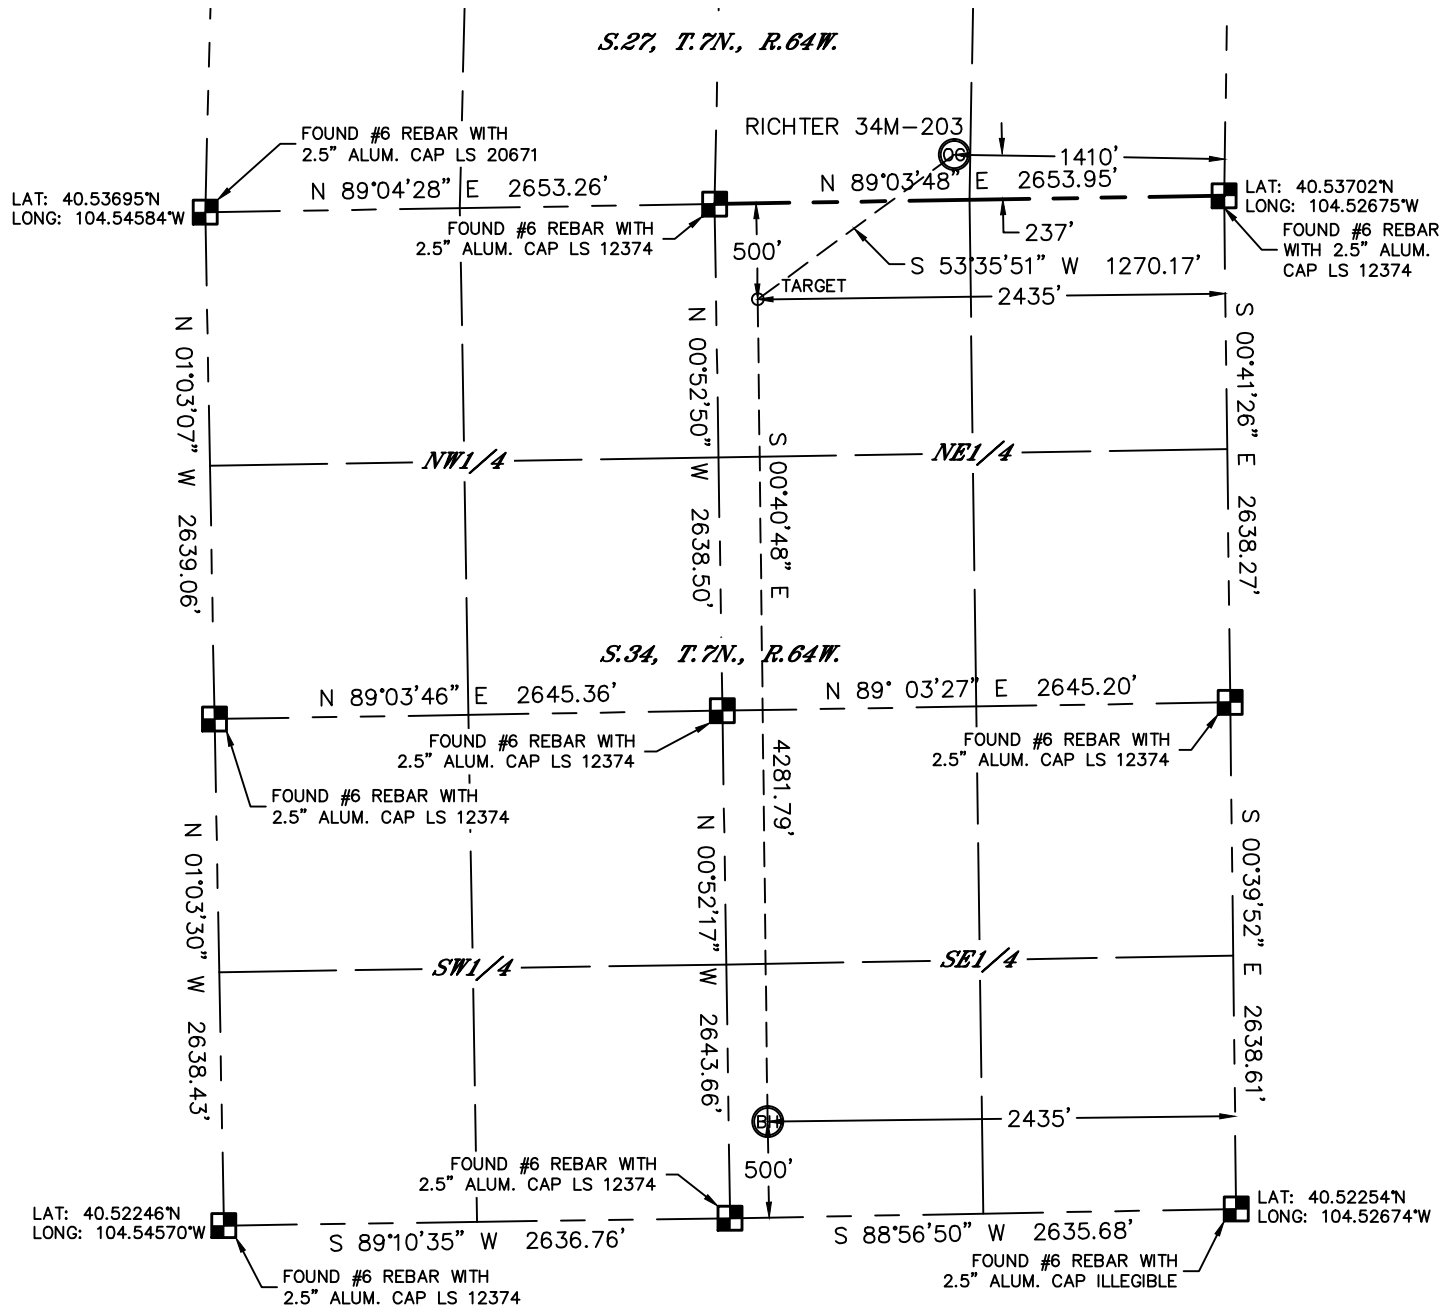 S.27, T.7N., R.64W.
FOUND #6 REBAR WITH
2.5" ALUM. CAP LS 20671
RICHTER 34M-203
OG
1410'
LAT: 40.53695°N
LONG: 104.54584°W
N 89°04'28" E 2653.26'
N 89°03'48" E 2653.95'
LAT: 40.53702°N
LONG: 104.52675°W
FOUND #6 REBAR WITH
2.5" ALUM. CAP LS 12374
500'
237'
FOUND #6 REBAR
WITH 2.5" ALUM.
CAP LS 12374
S 53°35'51" W 1270.17'
TARGET
2435'
N 01°03'07" W 2639.06'
N 00°52'50" W 2638.50'
S 00°40'48" E
4281.79'
S 00°41'26" E 2638.27'
NW1/4
NE1/4
S.34, T.7N., R.64W.
N 89°03'46" E 2645.36'
N 89° 03'27" E 2645.20'
FOUND #6 REBAR WITH
2.5" ALUM. CAP LS 12374
FOUND #6 REBAR WITH
2.5" ALUM. CAP LS 12374
FOUND #6 REBAR WITH
2.5" ALUM. CAP LS 12374
N 01°03'30" W 2638.43'
N 00°52'17" W 2643.66'
S 00°39'52" E 2638.61'
SW1/4
SE1/4
BH
2435'
500'
FOUND #6 REBAR WITH
2.5" ALUM. CAP LS 12374
LAT: 40.52246°N
LONG: 104.54570°W
S 89°10'35" W 2636.76'
S 88°56'50" W 2635.68'
LAT: 40.52254°N
LONG: 104.52674°W
FOUND #6 REBAR WITH
2.5" ALUM. CAP LS 12374
FOUND #6 REBAR WITH
2.5" ALUM. CAP ILLEGIBLE